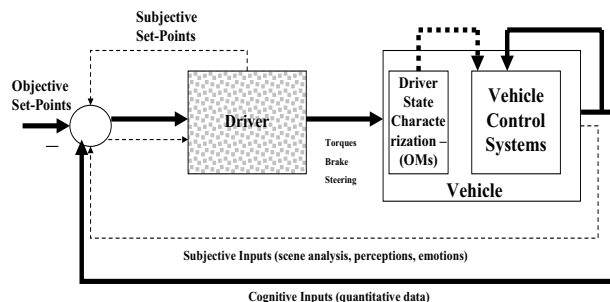 Subjective
Set-Points
Objective
Set-Points
Driver
Driver
State
Characte
rization –
(OMs)
Vehicle
Control
Systems
Torques
Brake
Steering
Vehicle
–
Subjective Inputs (scene analysis, perceptions, emotions)
Cognitive Inputs (quantitative data)